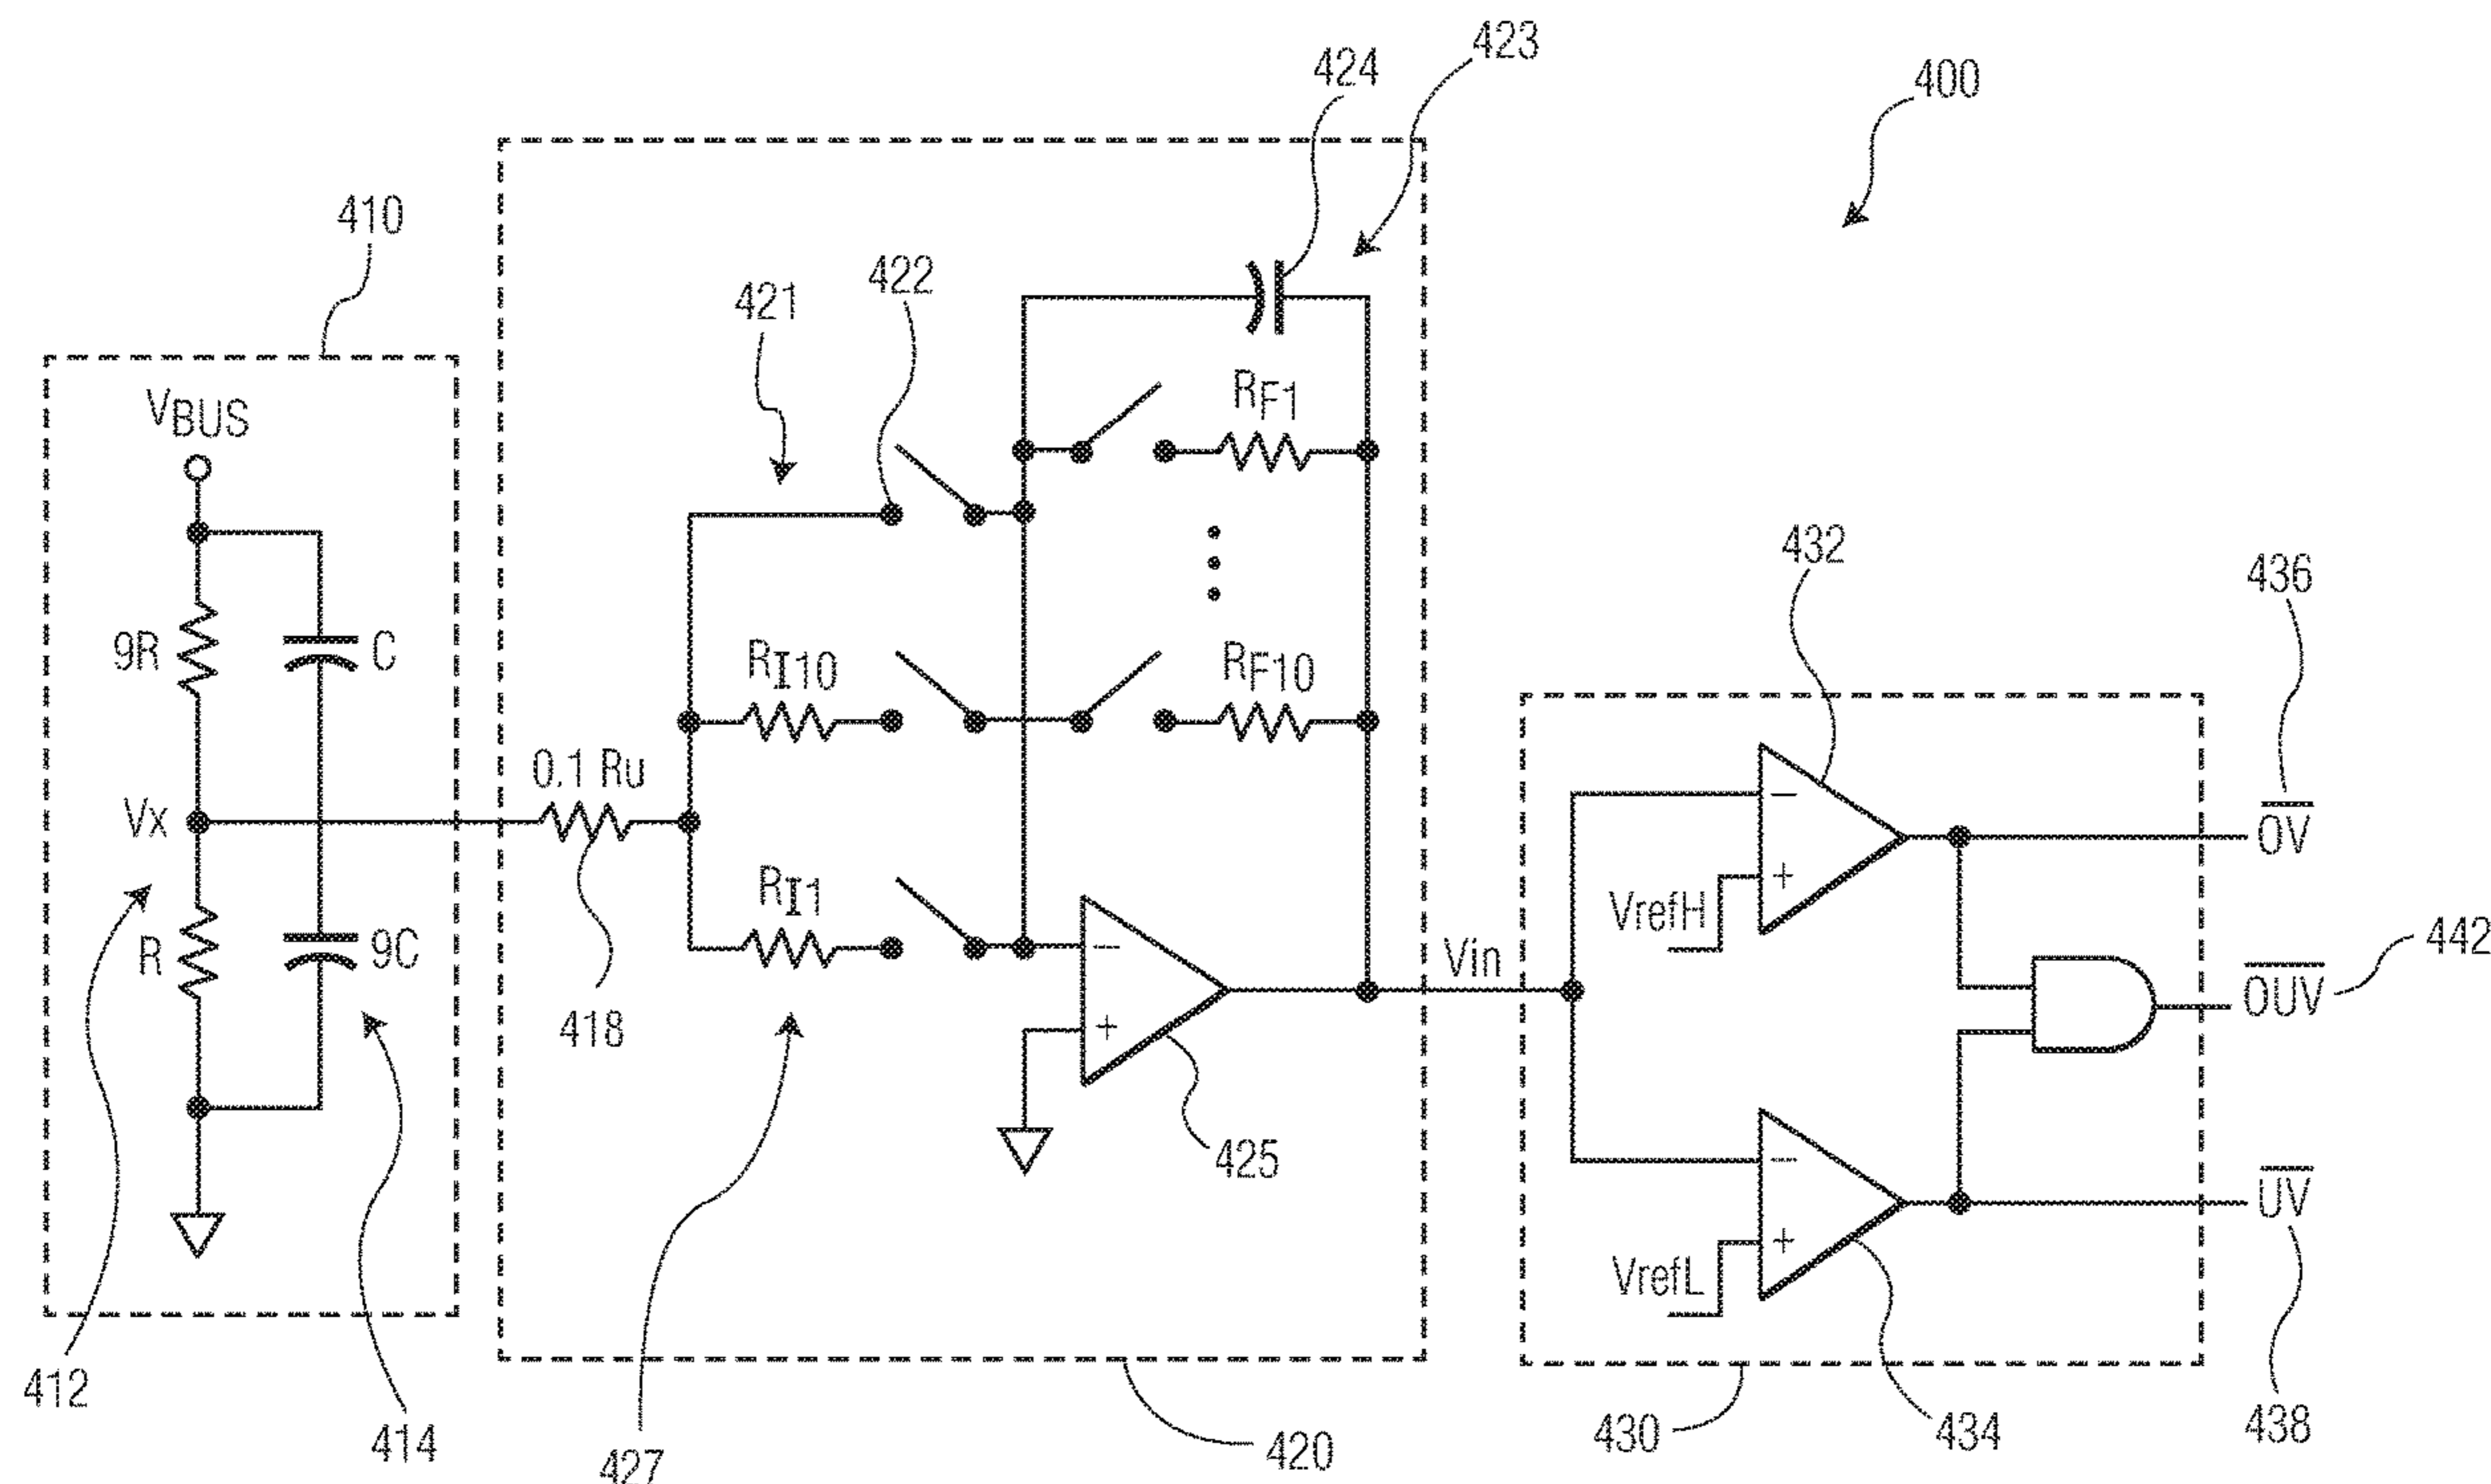 423
424
400
410
422
421
VBUS
RF1
432
436
9R
C
RI10
RF10
0.1 Ru
Vx
−
OV
+
RI1
VrefH
442
R
9C
−
Vin
OUV
418
+
425
−
UV
+
VrefL
412
414
427
420
430
434
438